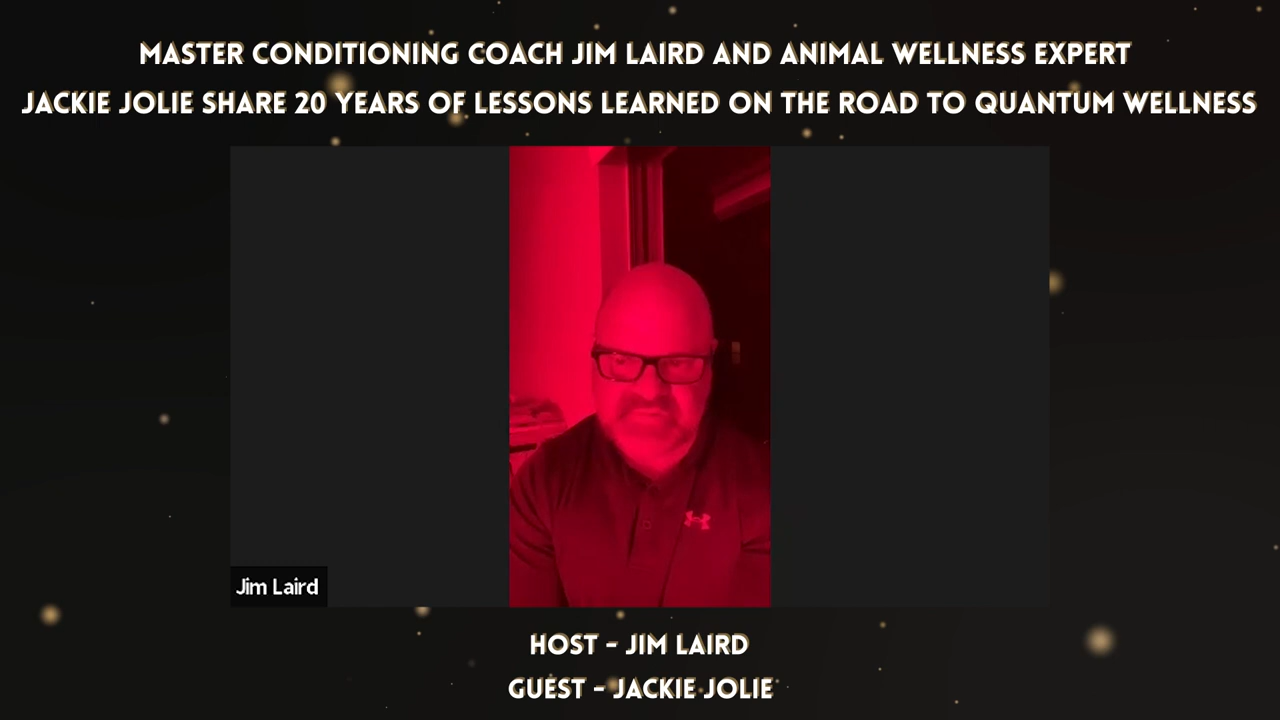 MASTER CONDITIONING COACH JIM LAIRD AND ANIMAL WELLNESS EXPERT
JACKIE JOLIE SHARE 20 YEARS OF LESSONS LEARNED ON THE ROAD TO QUANTUM WELLNESS
Jim Laird
HOST - JIM LAIRD
GUEST - JACKIE JOLIE